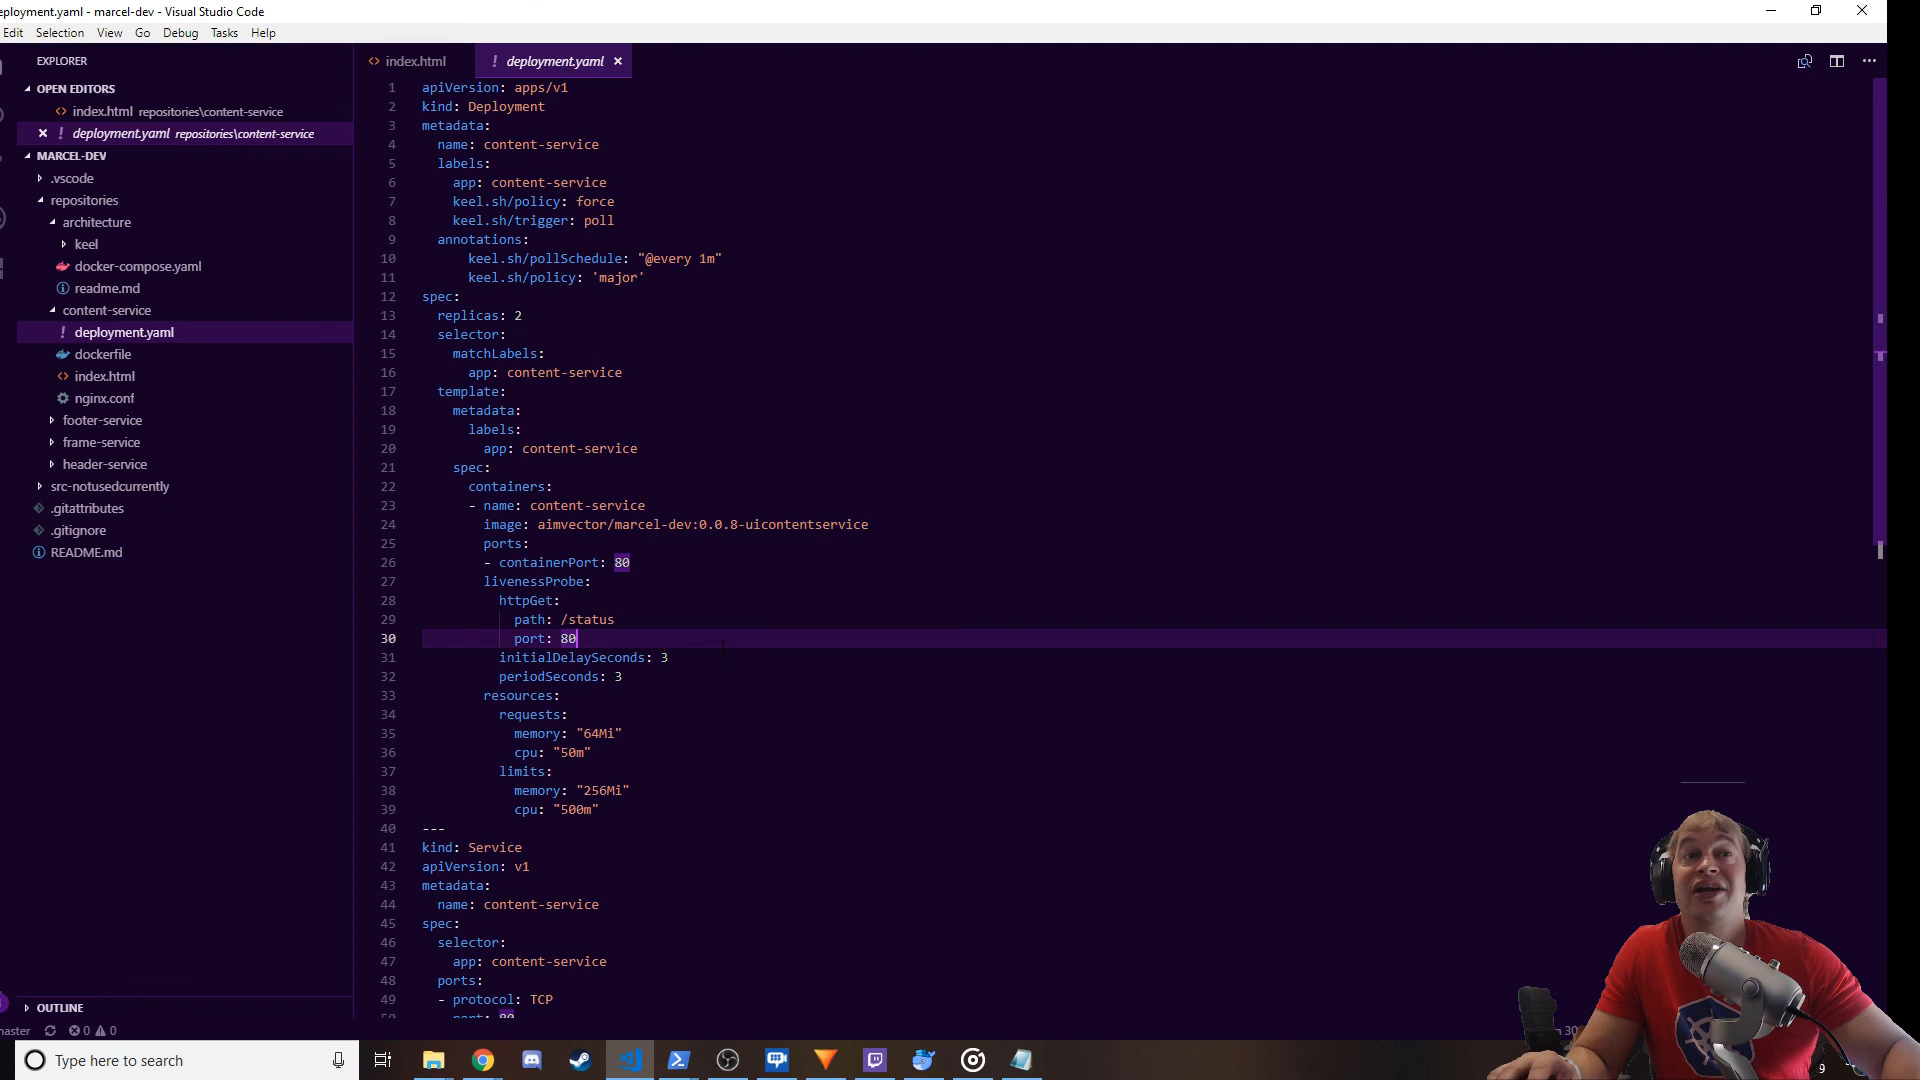 eployment.yaml - marcel-dev - Visual Studio Code
Edit Selection View Go Debug Tasks Help
EXPLORER
OPEN EDITORS
index.html repositories\content-service
deployment.yaml repositories\content-service
MARCEL-DEV
.vscode
repositories
architecture
keel
docker-compose.yaml
readme.md
content-service
deployment.yaml
dockerfile
index.html
nginx.conf
footer-service
frame-service
header-service
src-notusedcurrently
.gitattributes
.gitignore
README.md
OUTLINE
master 0 0
index.html
! deployment.yaml
1 apiVersion: apps/v1
2 kind: Deployment
3 metadata:
4 name: content-service
5 labels:
6 app: content-service
7 keel.sh/policy: force
8 keel.sh/trigger: poll
9 annotations:
10 keel.sh/pollSchedule: "@every 1m"
11 keel.sh/policy: 'major'
12 spec:
13 replicas: 2
14 selector:
15 matchLabels:
16 app: content-service
17 template:
18 metadata:
19 labels:
20 app: content-service
21 spec:
22 containers:
23 - name: content-service
24 image: aimvector/marcel-dev:0.0.8-uicontentservice
25 ports:
26 - containerPort: 80
27 livenessProbe:
28 httpGet:
29 path: /status
30 port: 80
31 initialDelaySeconds: 3
32 periodSeconds: 3
33 resources:
34 requests:
35 memory: "64Mi"
36 cpu: "50m"
37 limits:
38 memory: "256Mi"
39 cpu: "500m"
40 ---
41 kind: Service
42 apiVersion: v1
43 metadata:
44 name: content-service
45 spec:
46 selector:
47 app: content-service
48 ports:
49 - protocol: TCP
50 port: 80
Type here to search